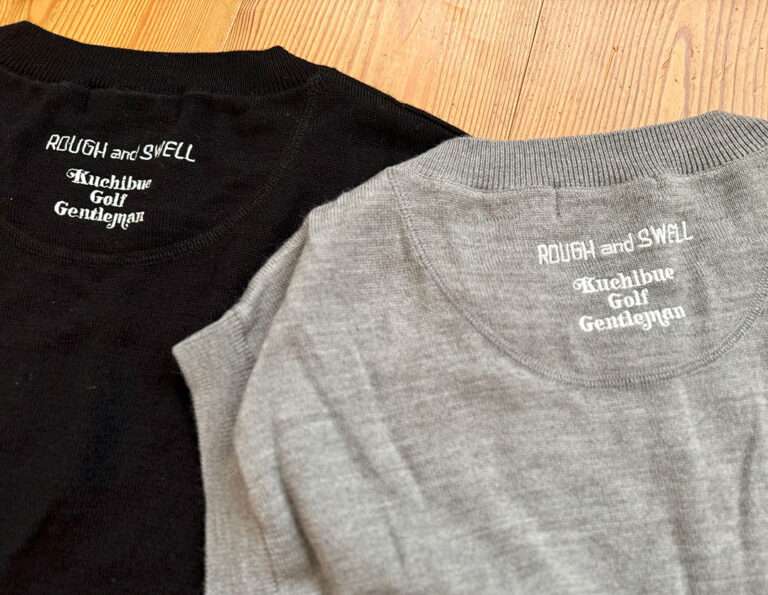 ROUGH and SWELL
Kuchibue
Golf
Gentleman
ROUGH and SWELL
Kuchibue
Golf
Gentleman